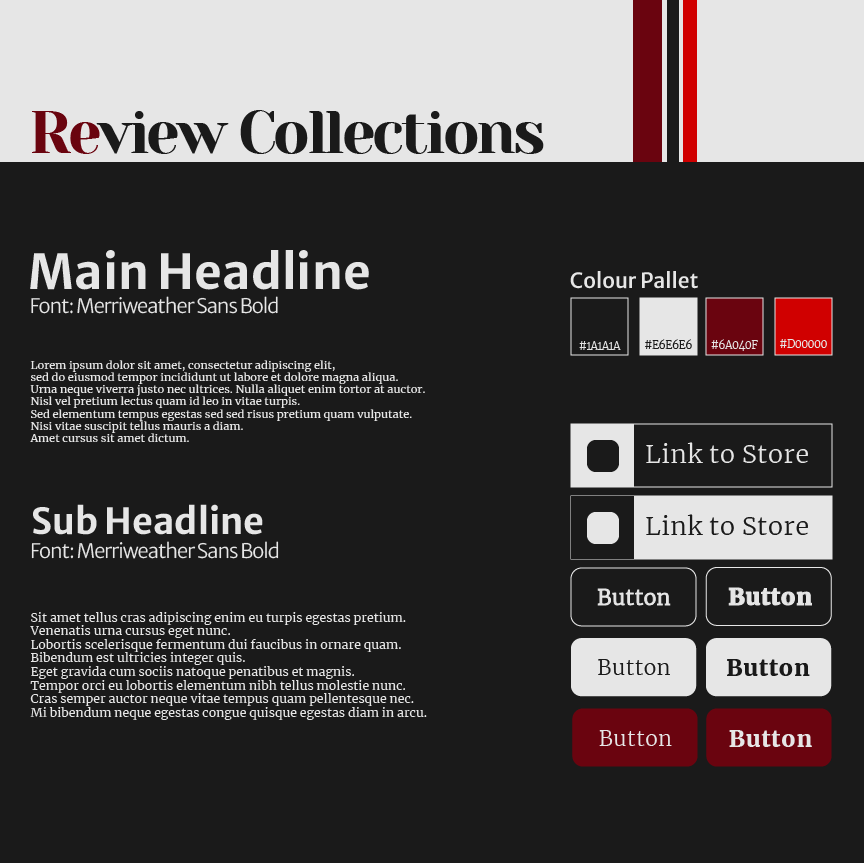 Review Collections
Main Headline
Font: Merriweather Sans Bold
Lorem ipsum dolor sit amet, consectetur adipiscing elit,
sed do eiusmod tempor incididunt ut labore et dolore magna aliqua.
Urna neque viverra justo nec ultrices. Nulla aliquet enim tortor at auctor.
Nisl vel pretium lectus quam id leo in vitae turpis.
Sed elementum tempus egestas sed sed risus pretium quam vulputate.
Nisi vitae suscipit tellus mauris a diam.
Amet cursus sit amet dictum.
Sub Headline
Font: Merriweather Sans Bold
Sit amet tellus cras adipiscing enim eu turpis egestas pretium.
Venenatis urna cursus eget nunc.
Lobortis scelerisque fermentum dui faucibus in ornare quam.
Bibendum est ultricies integer quis.
Eget gravida cum sociis natoque penatibus et magnis.
Tempor orci eu lobortis elementum nibh tellus molestie nunc.
Cras semper auctor neque vitae tempus quam pellentesque nec.
Mi bibendum neque egestas congue quisque egestas diam in arcu.
Colour Pallet
#1A1A1A #E6E6E6 #6A040F #D00000
Link to Store
Link to Store
Button Button
Button Button
Button Button